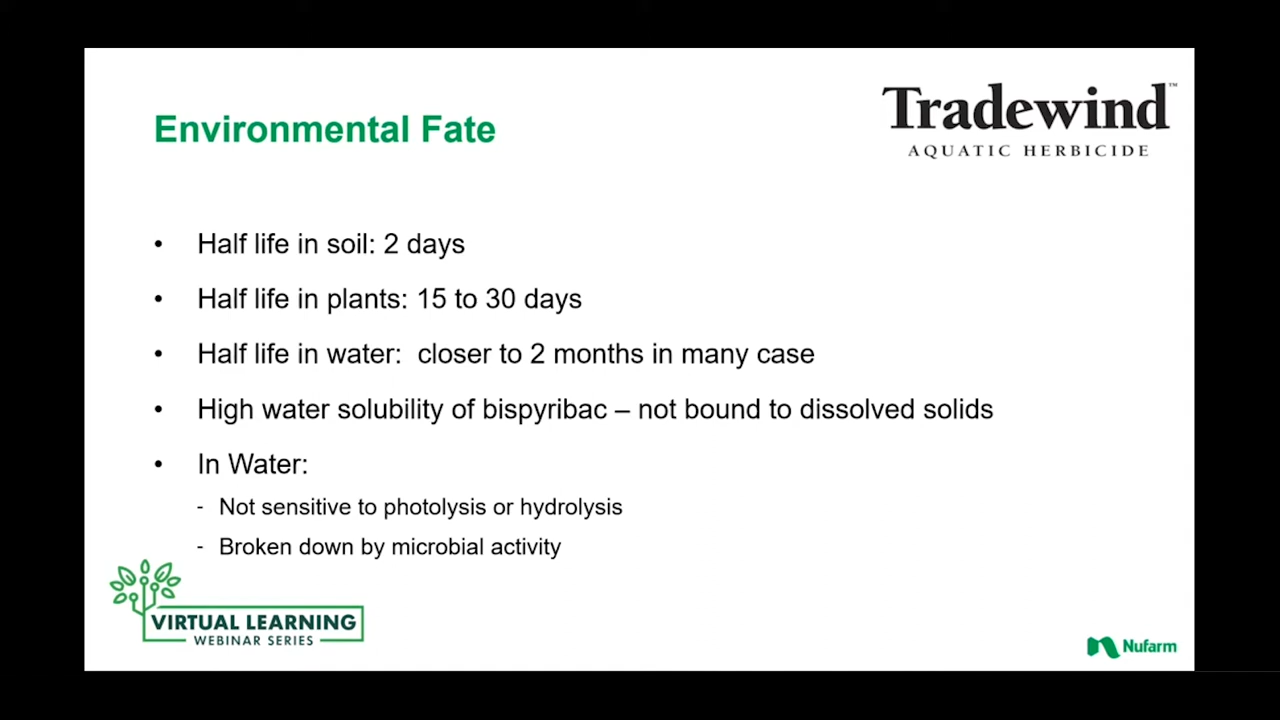 Tradewind™
AQUATIC HERBICIDE
Environmental Fate
• Half life in soil: 2 days
• Half life in plants: 15 to 30 days
• Half life in water:  closer to 2 months in many case
• High water solubility of bispyribac – not bound to dissolved solids
• In Water:
- Not sensitive to photolysis or hydrolysis
- Broken down by microbial activity
VIRTUAL LEARNING
WEBINAR SERIES
Nufarm